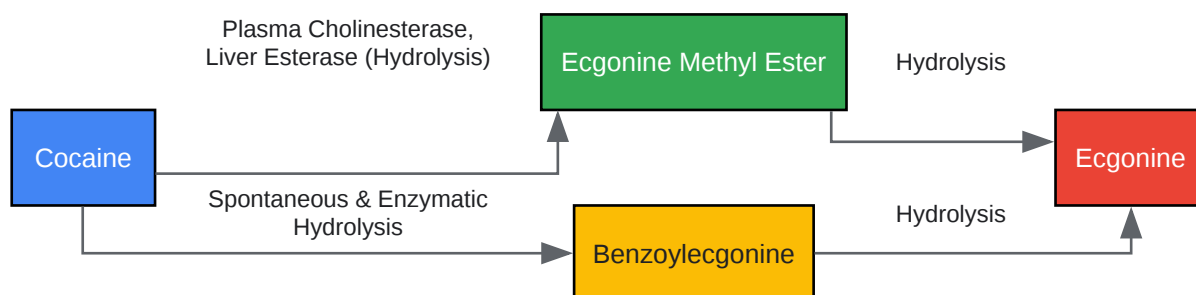 Plasma Cholinesterase,
Liver Esterase (Hydrolysis)
Ecgonine Methyl Ester
Hydrolysis
Cocaine
Ecgonine
Spontaneous & Enzymatic
Hydrolysis
Hydrolysis
Benzoylecgonine